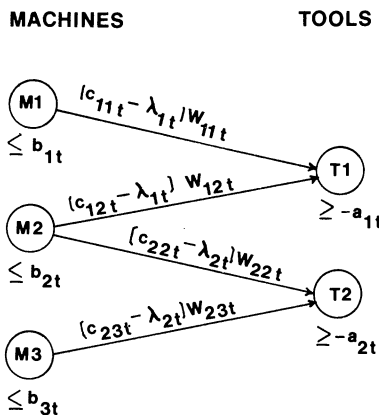 MACHINES TOOLS
M1
[c11t - λ1t]W11t
≤ b1t
T1
[c12t - λ1t] W12t
≥ -a1t
M2
[c22t - λ2t]W22t
≤ b2t
T2
[c23t - λ2t]W23t
≥ -a2t
M3
≤ b3t